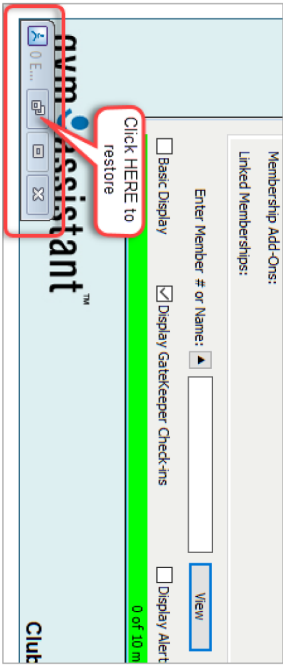 Membership Add-Ons:
Linked Memberships:
Enter Member # or Name:
View
Basic Display
Display GateKeeper Check-ins
Display Alert
0 of 10 m
Click HERE to
restore
gym assistant™
0 E...
Club